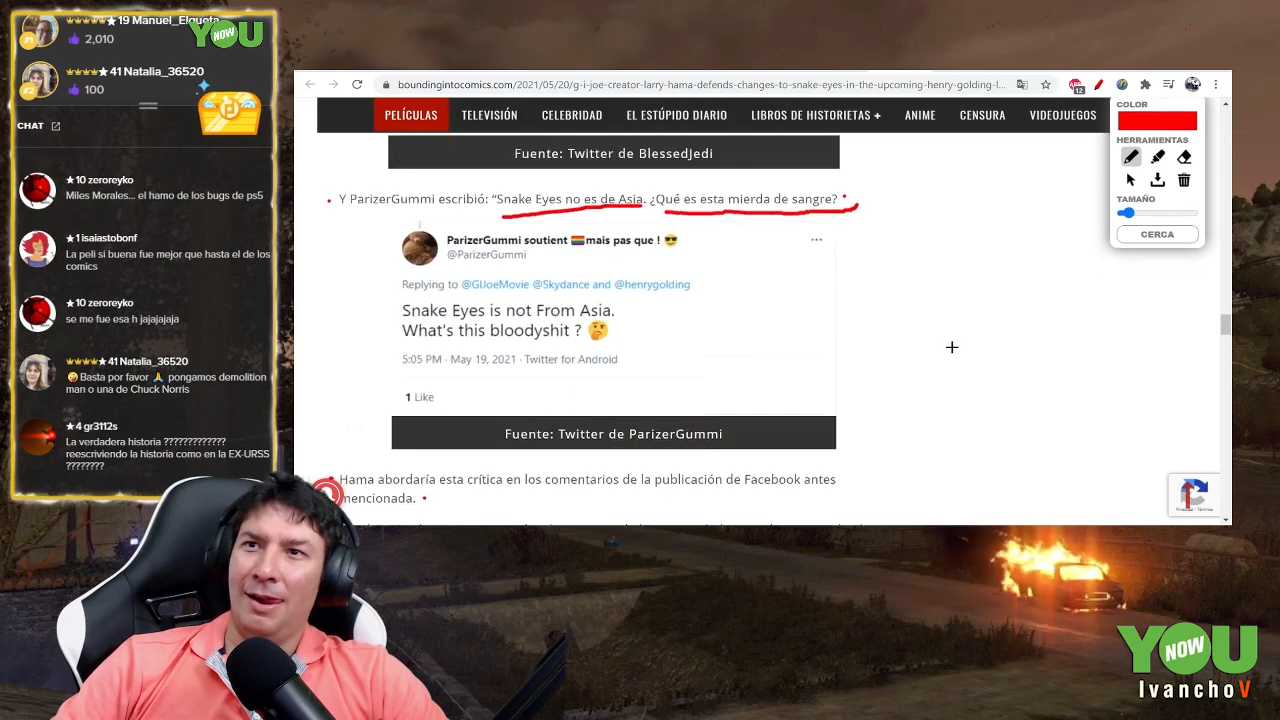 ★19 Manuel_Elgueta
#1
2,010
YOU
NOW
★41 Natalia_36520
#2
100
CHAT
★10 zeroreyko
Miles Morales... el hamo de los bugs de ps5
★1 isaiastobonf
La peli si buena fue mejor que hasta el de los
comics
★10 zeroreyko
se me fue esa h jajajajaja
★41 Natalia_36520
🤪Basta por favor 🙏 pongamos demolition
man o una de Chuck Norris
★4 gr3112s
La verdadera historia ?????????????
reescriviendo la historia como en la EX-URSS
????????
boundingintocomics.com/2021/05/20/g-i-joe-creator-larry-hama-defends-changes-to-snake-eyes-in-the-upcoming-henry-golding-l...
12
PELÍCULAS TELEVISIÓN CELEBRIDAD EL ESTÚPIDO DIARIO LIBROS DE HISTORIETAS + ANIME CENSURA VIDEOJUEGOS
Fuente: Twitter de BlessedJedi
Y ParizerGummi escribió: “Snake Eyes no es de Asia. ¿Qué es esta mierda de sangre? "
ParizerGummi soutient 🏳️‍🌈mais pas que ! 😎
@ParizerGummi
Replying to @GIJoeMovie @Skydance and @henrygolding
Snake Eyes is not From Asia.
What's this bloodyshit ? 🤔
5:05 PM · May 19, 2021 · Twitter for Android
1 Like
Fuente: Twitter de ParizerGummi
Hama abordaría esta crítica en los comentarios de la publicación de Facebook antes
mencionada.
COLOR
HERRAMIENTAS
TAMAÑO
CERCA
YOU
NOW
IvanchoV